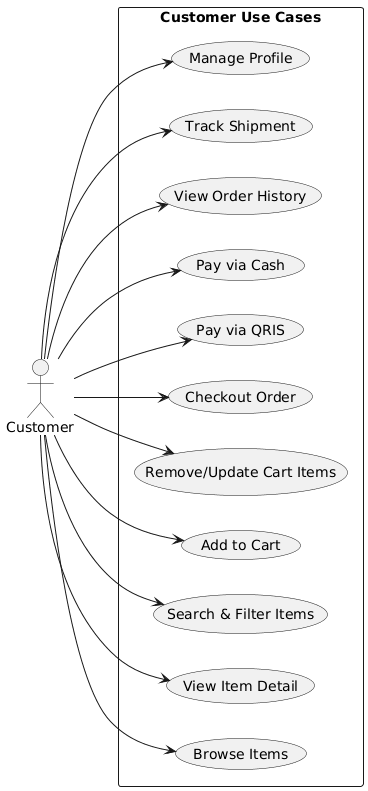 Customer Use Cases
Manage Profile
Track Shipment
View Order History
Pay via Cash
Pay via QRIS
Checkout Order
Customer
Remove/Update Cart Items
Add to Cart
Search & Filter Items
View Item Detail
Browse Items